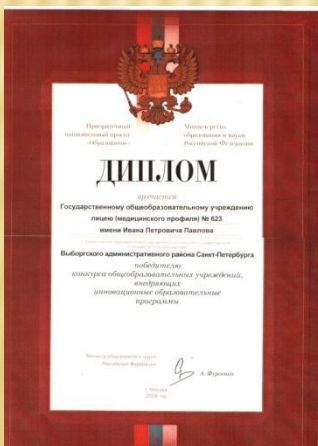 Приоритетный
национальный проект
«Образование»
Министерство
образования и науки
Российской Федерации
ДИПЛОМ
вручается
Государственному общеобразовательному учреждению
лицею (медицинского профиля) № 623
имени Ивана Петровича Павлова
Выборгского административного района Санкт-Петербурга
победителю
конкурса общеобразовательных учреждений,
внедряющих
инновационные образовательные
программы
Министр образования и науки
Российской Федерации
А. Фурсенко
г. Москва